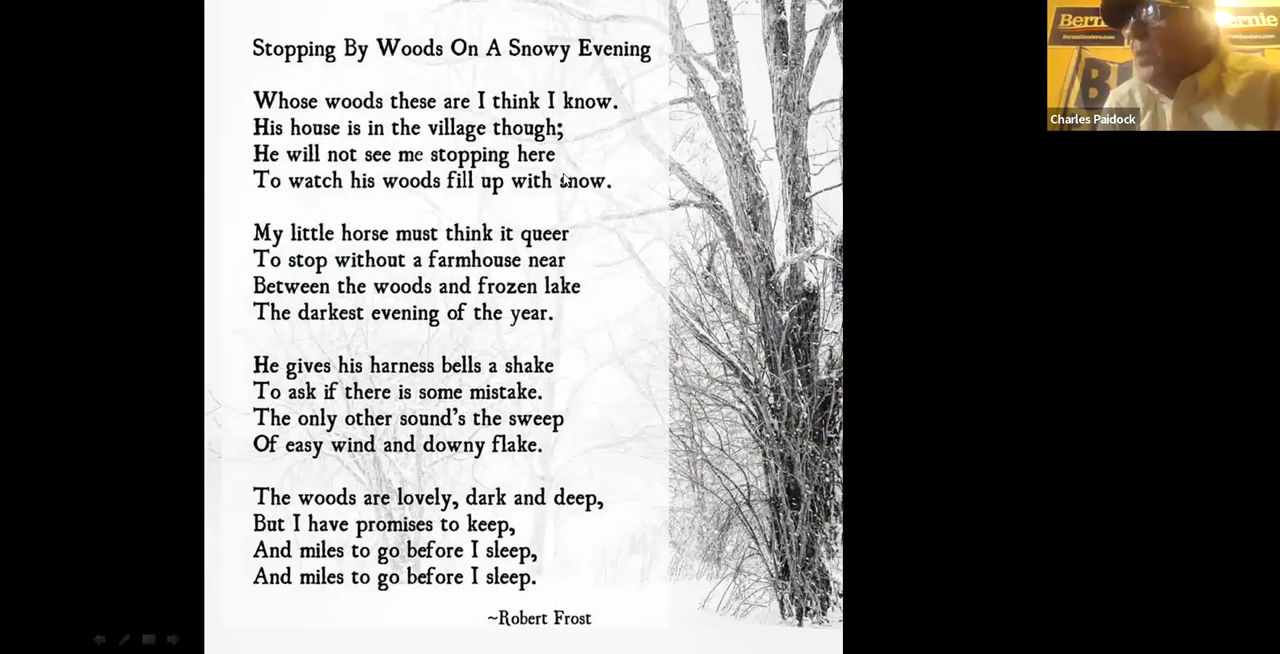 Stopping By Woods On A Snowy Evening
Whose woods these are I think I know.
His house is in the village though;
He will not see me stopping here
To watch his woods fill up with snow.
My little horse must think it queer
To stop without a farmhouse near
Between the woods and frozen lake
The darkest evening of the year.
He gives his harness bells a shake
To ask if there is some mistake.
The only other sound's the sweep
Of easy wind and downy flake.
The woods are lovely, dark and deep,
But I have promises to keep,
And miles to go before I sleep,
And miles to go before I sleep.
~Robert Frost
Charles Paidock